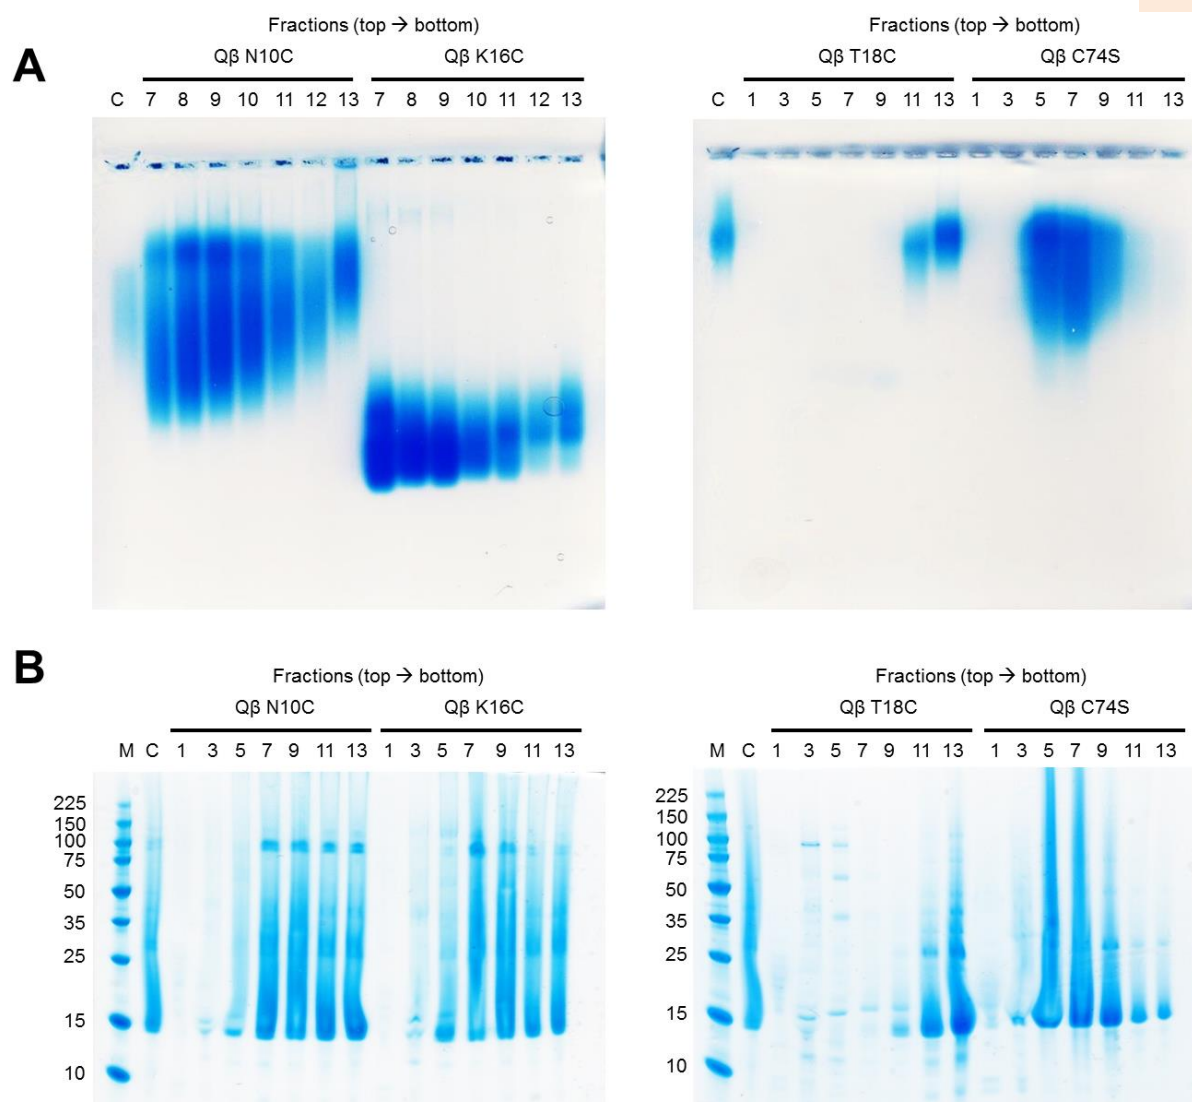 A
Fractions (top → bottom)
Qβ N10C Qβ K16C
C 7 8 9 10 11 12 13 7 8 9 10 11 12 13
Fractions (top → bottom)
Qβ T18C Qβ C74S
C 1 3 5 7 9 11 13 1 3 5 7 9 11 13
B
Fractions (top → bottom)
Qβ N10C Qβ K16C
M C 1 3 5 7 9 11 13 1 3 5 7 9 11 13
225
150
100
75
50
35
25
15
10
Fractions (top → bottom)
Qβ T18C Qβ C74S
M C 1 3 5 7 9 11 13 1 3 5 7 9 11 13
225
150
100
75
50
35
25
15
10